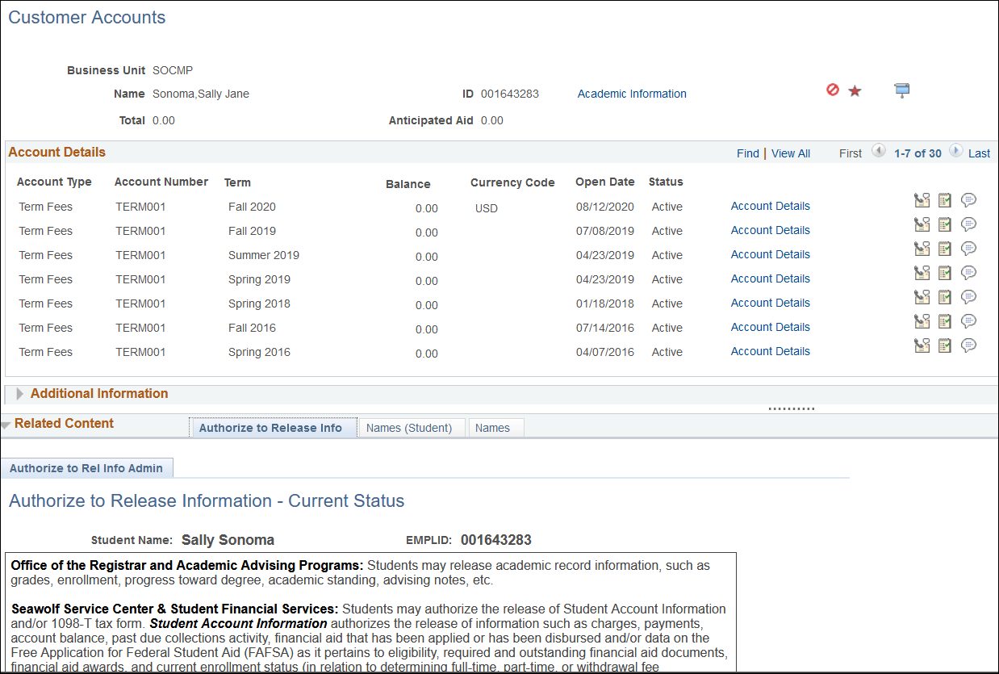 Customer Accounts
Business Unit SOCMP
Name Sonoma,Sally Jane ID 001643283 Academic Information
Total 0.00 Anticipated Aid 0.00
Account Details Find | View All First 1-7 of 30 Last
Account Type Account Number Term Balance Currency Code Open Date Status
Term Fees TERM001 Fall 2020 0.00 USD 08/12/2020 Active Account Details
Term Fees TERM001 Fall 2019 0.00 07/08/2019 Active Account Details
Term Fees TERM001 Summer 2019 0.00 04/23/2019 Active Account Details
Term Fees TERM001 Spring 2019 0.00 04/23/2019 Active Account Details
Term Fees TERM001 Spring 2018 0.00 01/18/2018 Active Account Details
Term Fees TERM001 Fall 2016 0.00 07/14/2016 Active Account Details
Term Fees TERM001 Spring 2016 0.00 04/07/2016 Active Account Details
Additional Information
Related Content Authorize to Release Info Names (Student) Names
Authorize to Rel Info Admin
Authorize to Release Information - Current Status
Student Name: Sally Sonoma EMPLID: 001643283
Office of the Registrar and Academic Advising Programs: Students may release academic record information, such as
grades, enrollment, progress toward degree, academic standing, advising notes, etc.
Seawolf Service Center & Student Financial Services: Students may authorize the release of Student Account Information
and/or 1098-T tax form. Student Account Information authorizes the release of information such as charges, payments,
account balance, past due collections activity, financial aid that has been applied or has been disbursed and/or data on the
Free Application for Federal Student Aid (FAFSA) as it pertains to eligibility, required and outstanding financial aid documents,
financial aid awards, and current enrollment status (in relation to determining full-time, part-time, or withdrawal fee